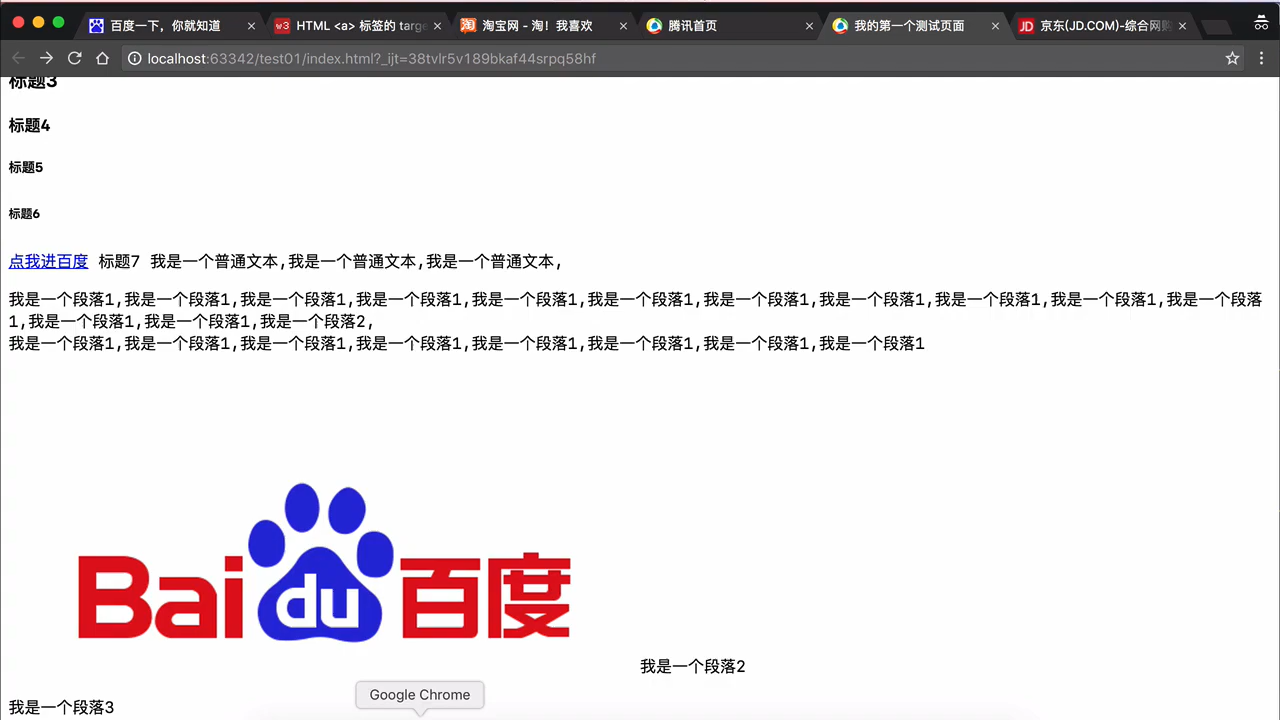 百度一下，你就知道
HTML <a> 标签的 targe
淘宝网 - 淘！我喜欢
腾讯首页
我的第一个测试页面
京东(JD.COM)-综合网购
localhost:63342/test01/index.html?_ijt=38tvlr5v189bkaf44srpq58hf
标题3
标题4
标题5
标题6
点我进百度 标题7 我是一个普通文本,我是一个普通文本,我是一个普通文本,
我是一个段落1,我是一个段落1,我是一个段落1,我是一个段落1,我是一个段落1,我是一个段落1,我是一个段落1,我是一个段落1,我是一个段落1,我是一个段落1,我是一个段落
1,我是一个段落1,我是一个段落1,我是一个段落2,
我是一个段落1,我是一个段落1,我是一个段落1,我是一个段落1,我是一个段落1,我是一个段落1,我是一个段落1,我是一个段落1
Bai du 百度
我是一个段落2
我是一个段落3
Google Chrome